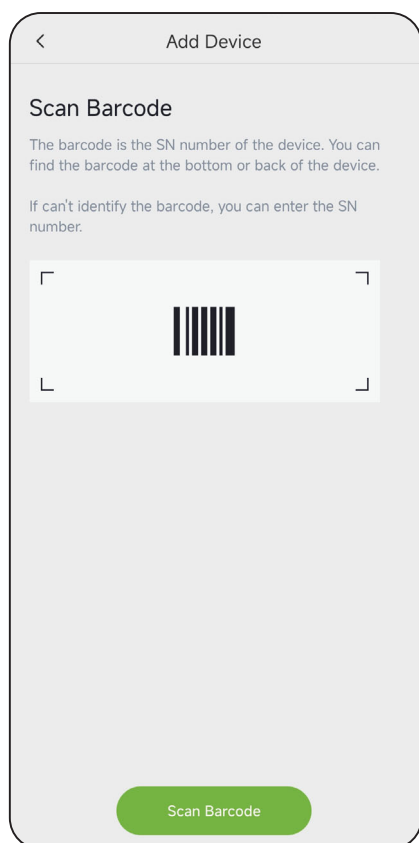 Add Device
Scan Barcode
The barcode is the SN number of the device. You can
find the barcode at the bottom or back of the device.
If can't identify the barcode, you can enter the SN
number.
Scan Barcode